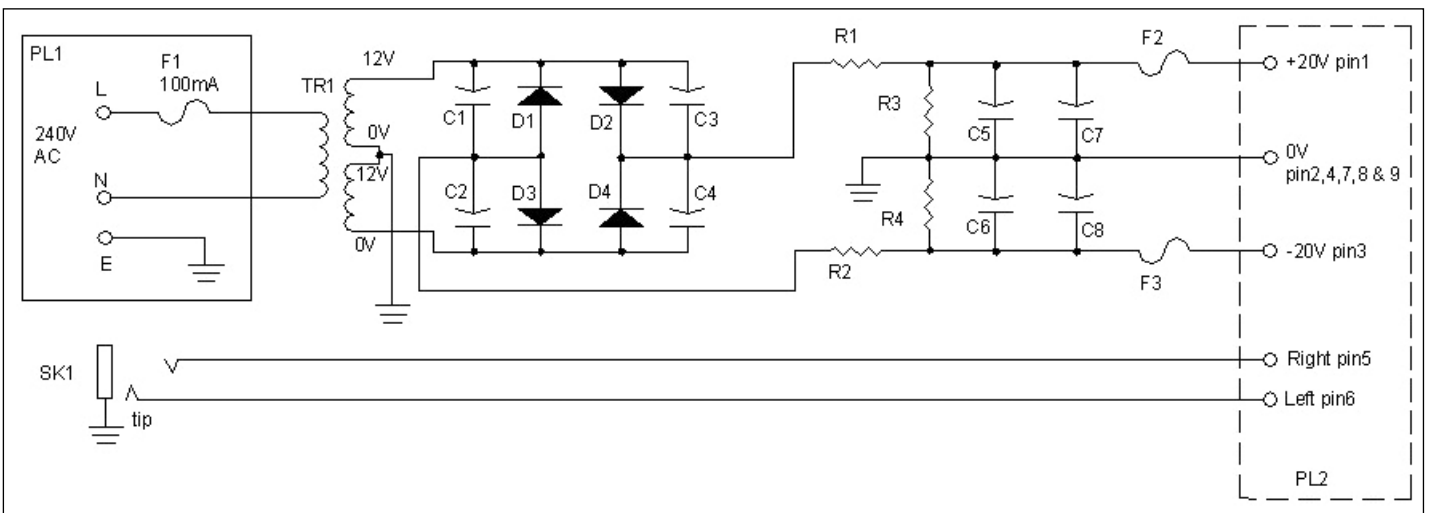 PL1
F1
100mA
L
240V
AC
N
E
TR1
12V
0V
12V
0V
C1
D1
D2
C3
C2
D3
D4
C4
R1
R3
R4
R2
C5
C7
C6
C8
F2
F3
+20V pin1
0V
pin2,4,7,8 & 9
-20V pin3
SK1
tip
Right pin5
Left pin6
PL2